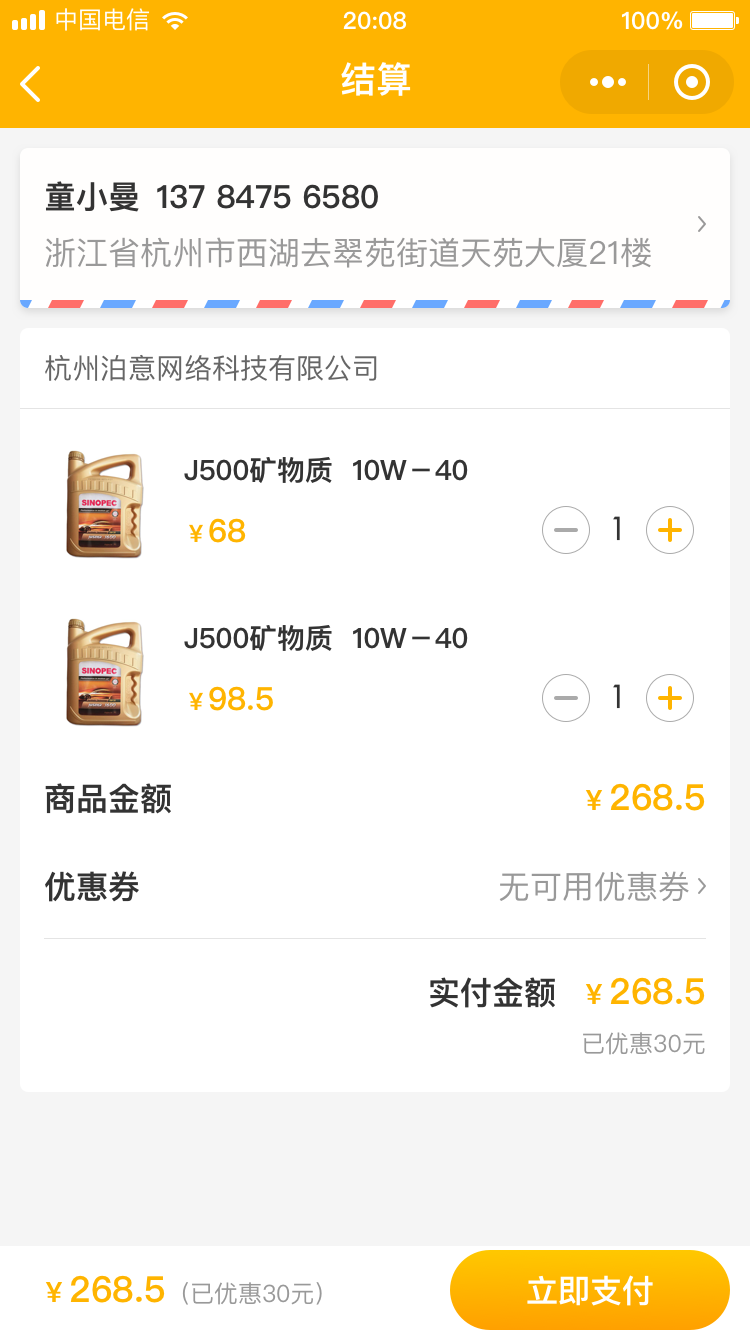 中国电信 20:08 100%
结算
童小曼 137 8475 6580
浙江省杭州市西湖去翠苑街道天苑大厦21楼
杭州泊意网络科技有限公司
J500矿物质 10W－40
SINOPEC
¥ 68
1
J500矿物质 10W－40
SINOPEC
¥ 98.5
1
商品金额 ¥ 268.5
优惠券 无可用优惠券
实付金额 ¥ 268.5
已优惠30元
¥ 268.5 （已优惠30元） 立即支付